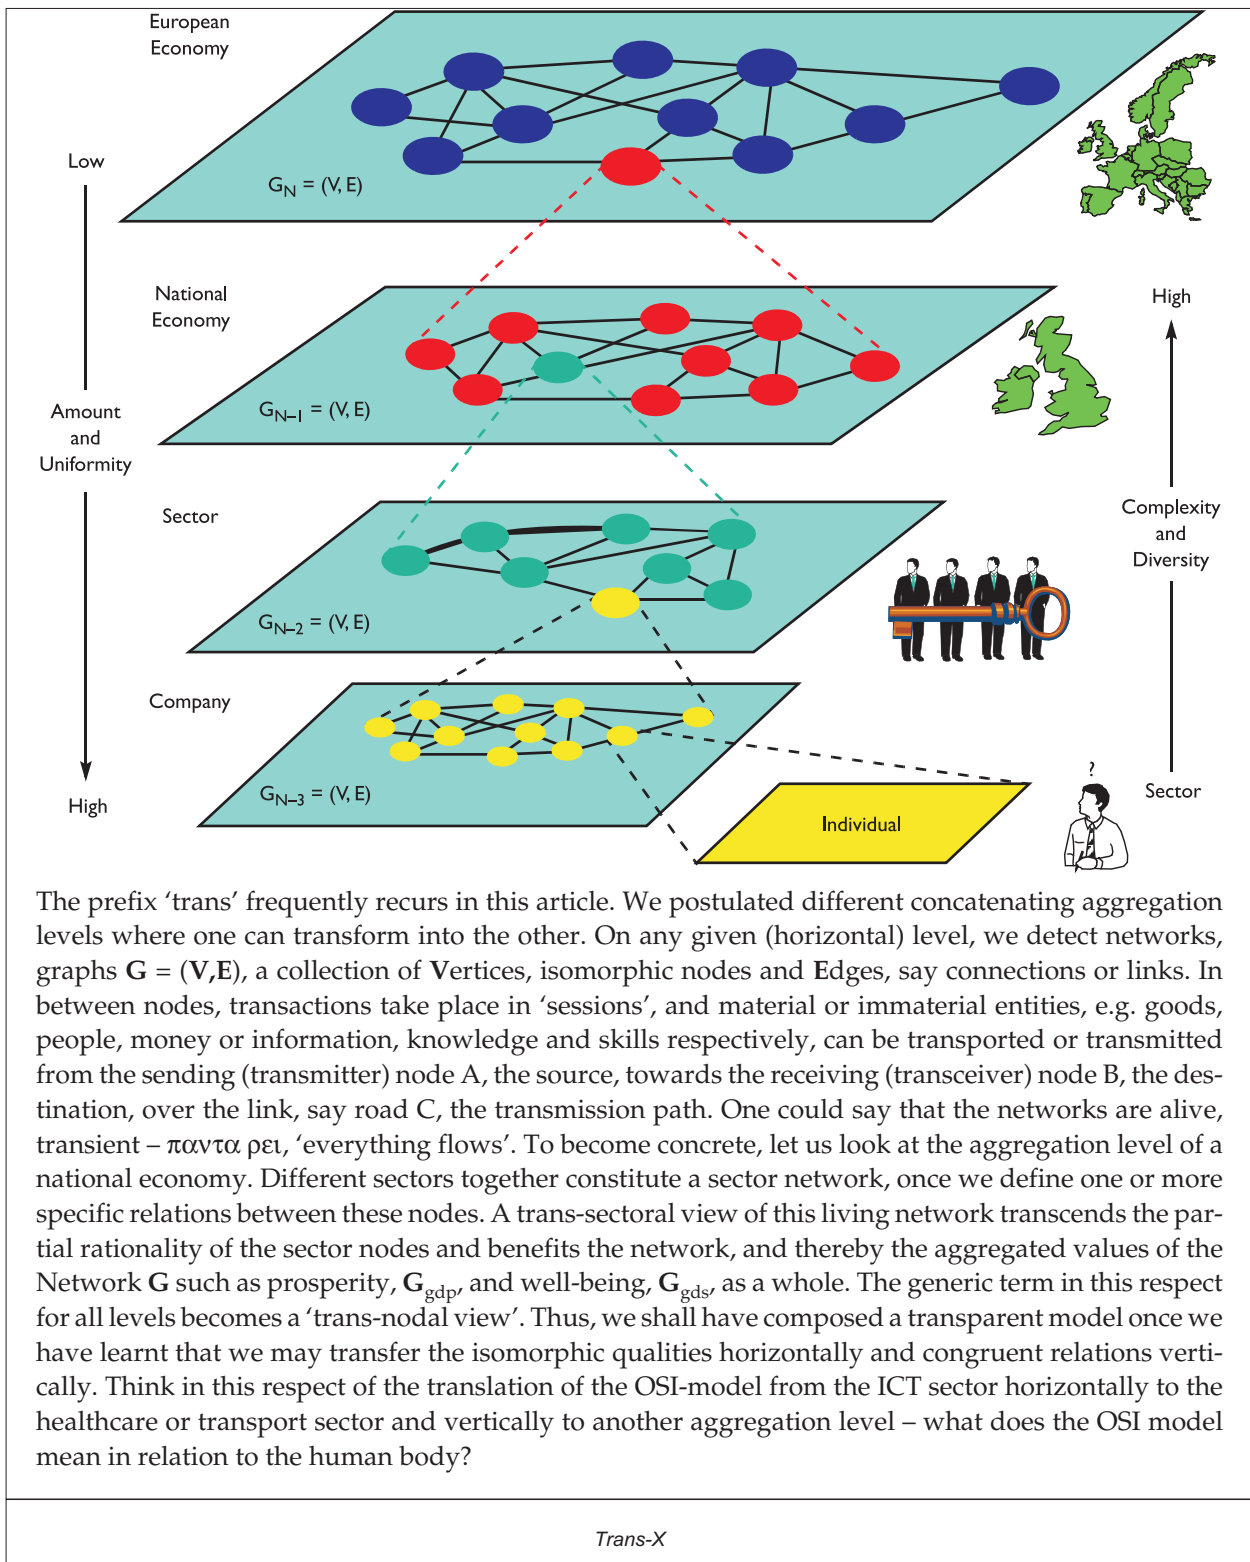 European
Economy
Low
G_N = (V, E)
National
Economy
High
Amount
and
Uniformity
G_N–1 = (V, E)
Sector
Complexity
and
Diversity
G_N–2 = (V, E)
Company
?
High
G_N–3 = (V, E)
Sector
Individual
The prefix ‘trans’ frequently recurs in this article. We postulated different concatenating aggregation
levels where one can transform into the other. On any given (horizontal) level, we detect networks,
graphs G = (V,E), a collection of Vertices, isomorphic nodes and Edges, say connections or links. In
between nodes, transactions take place in ‘sessions’, and material or immaterial entities, e.g. goods,
people, money or information, knowledge and skills respectively, can be transported or transmitted
from the sending (transmitter) node A, the source, towards the receiving (transceiver) node B, the des-
tination, over the link, say road C, the transmission path. One could say that the networks are alive,
transient – παντα ρει, ‘everything flows’. To become concrete, let us look at the aggregation level of a
national economy. Different sectors together constitute a sector network, once we define one or more
specific relations between these nodes. A trans-sectoral view of this living network transcends the par-
tial rationality of the sector nodes and benefits the network, and thereby the aggregated values of the
Network G such as prosperity, G_gdp, and well-being, G_gds, as a whole. The generic term in this respect
for all levels becomes a ‘trans-nodal view’. Thus, we shall have composed a transparent model once we
have learnt that we may transfer the isomorphic qualities horizontally and congruent relations verti-
cally. Think in this respect of the translation of the OSI-model from the ICT sector horizontally to the
healthcare or transport sector and vertically to another aggregation level – what does the OSI model
mean in relation to the human body?
Trans-X